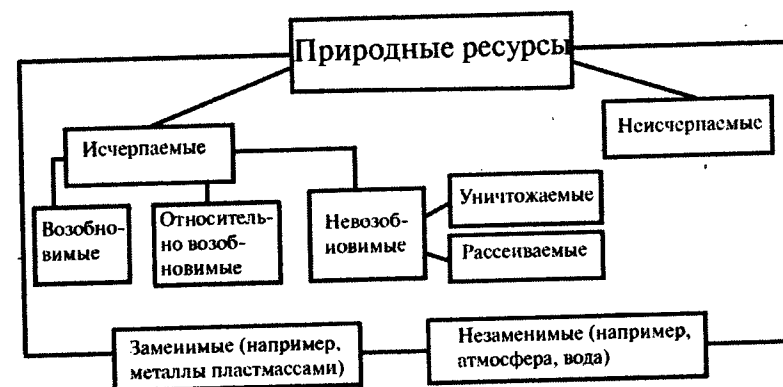 Природные ресурсы
Исчерпаемые
Неисчерпаемые
Возобно-
вимые
Относитель-
но возоб-
новимые
Невозоб-
новимые
Уничтожаемые
Рассеиваемые
Заменимые (например,
металлы пластмассами)
Незаменимые (например,
атмосфера, вода)